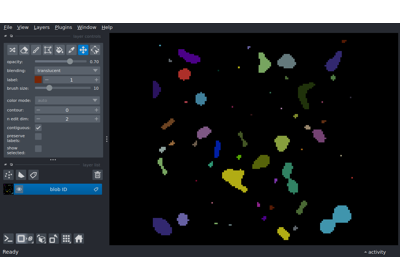 File View Layers Plugins Window Help
opacity: 0.70
blending: translucent
label: 1
brush size: 10
color mode:
contour: 0
n edit dim: 2
contiguous:
preserve labels:
show selected:
blob ID
Ready activity